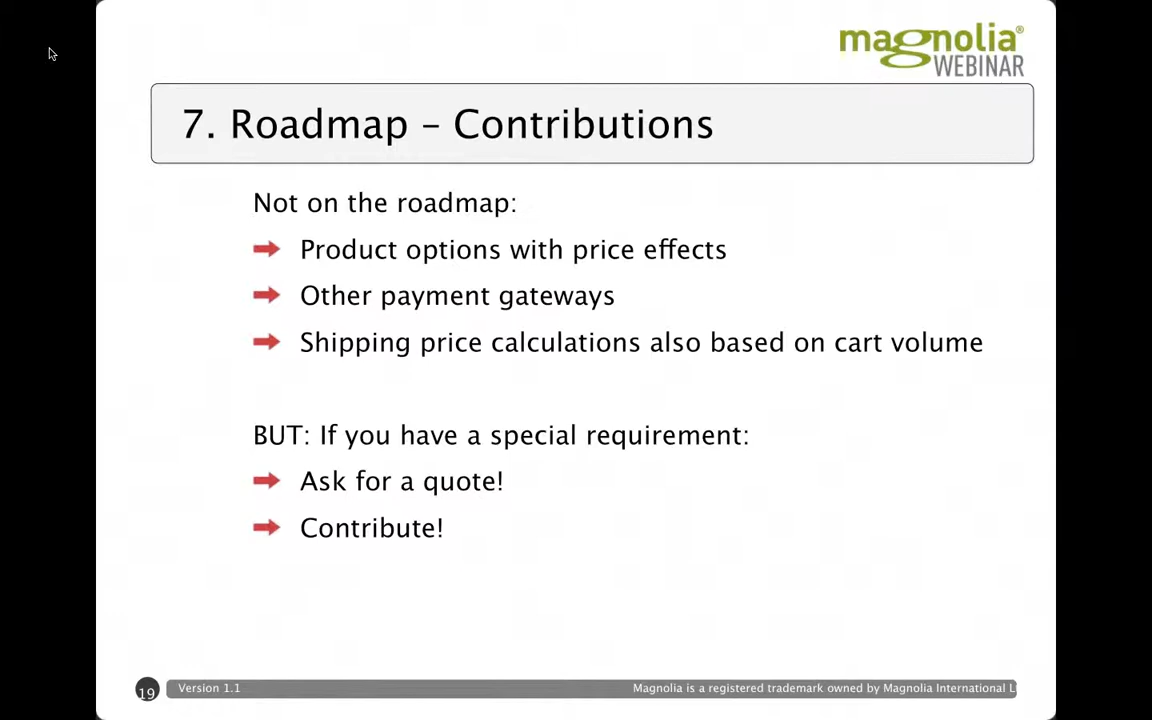 magnolia®
WEBINAR
7. Roadmap – Contributions
Not on the roadmap:
Product options with price effects
Other payment gateways
Shipping price calculations also based on cart volume
BUT: If you have a special requirement:
Ask for a quote!
Contribute!
19 Version 1.1 Magnolia is a registered trademark owned by Magnolia International